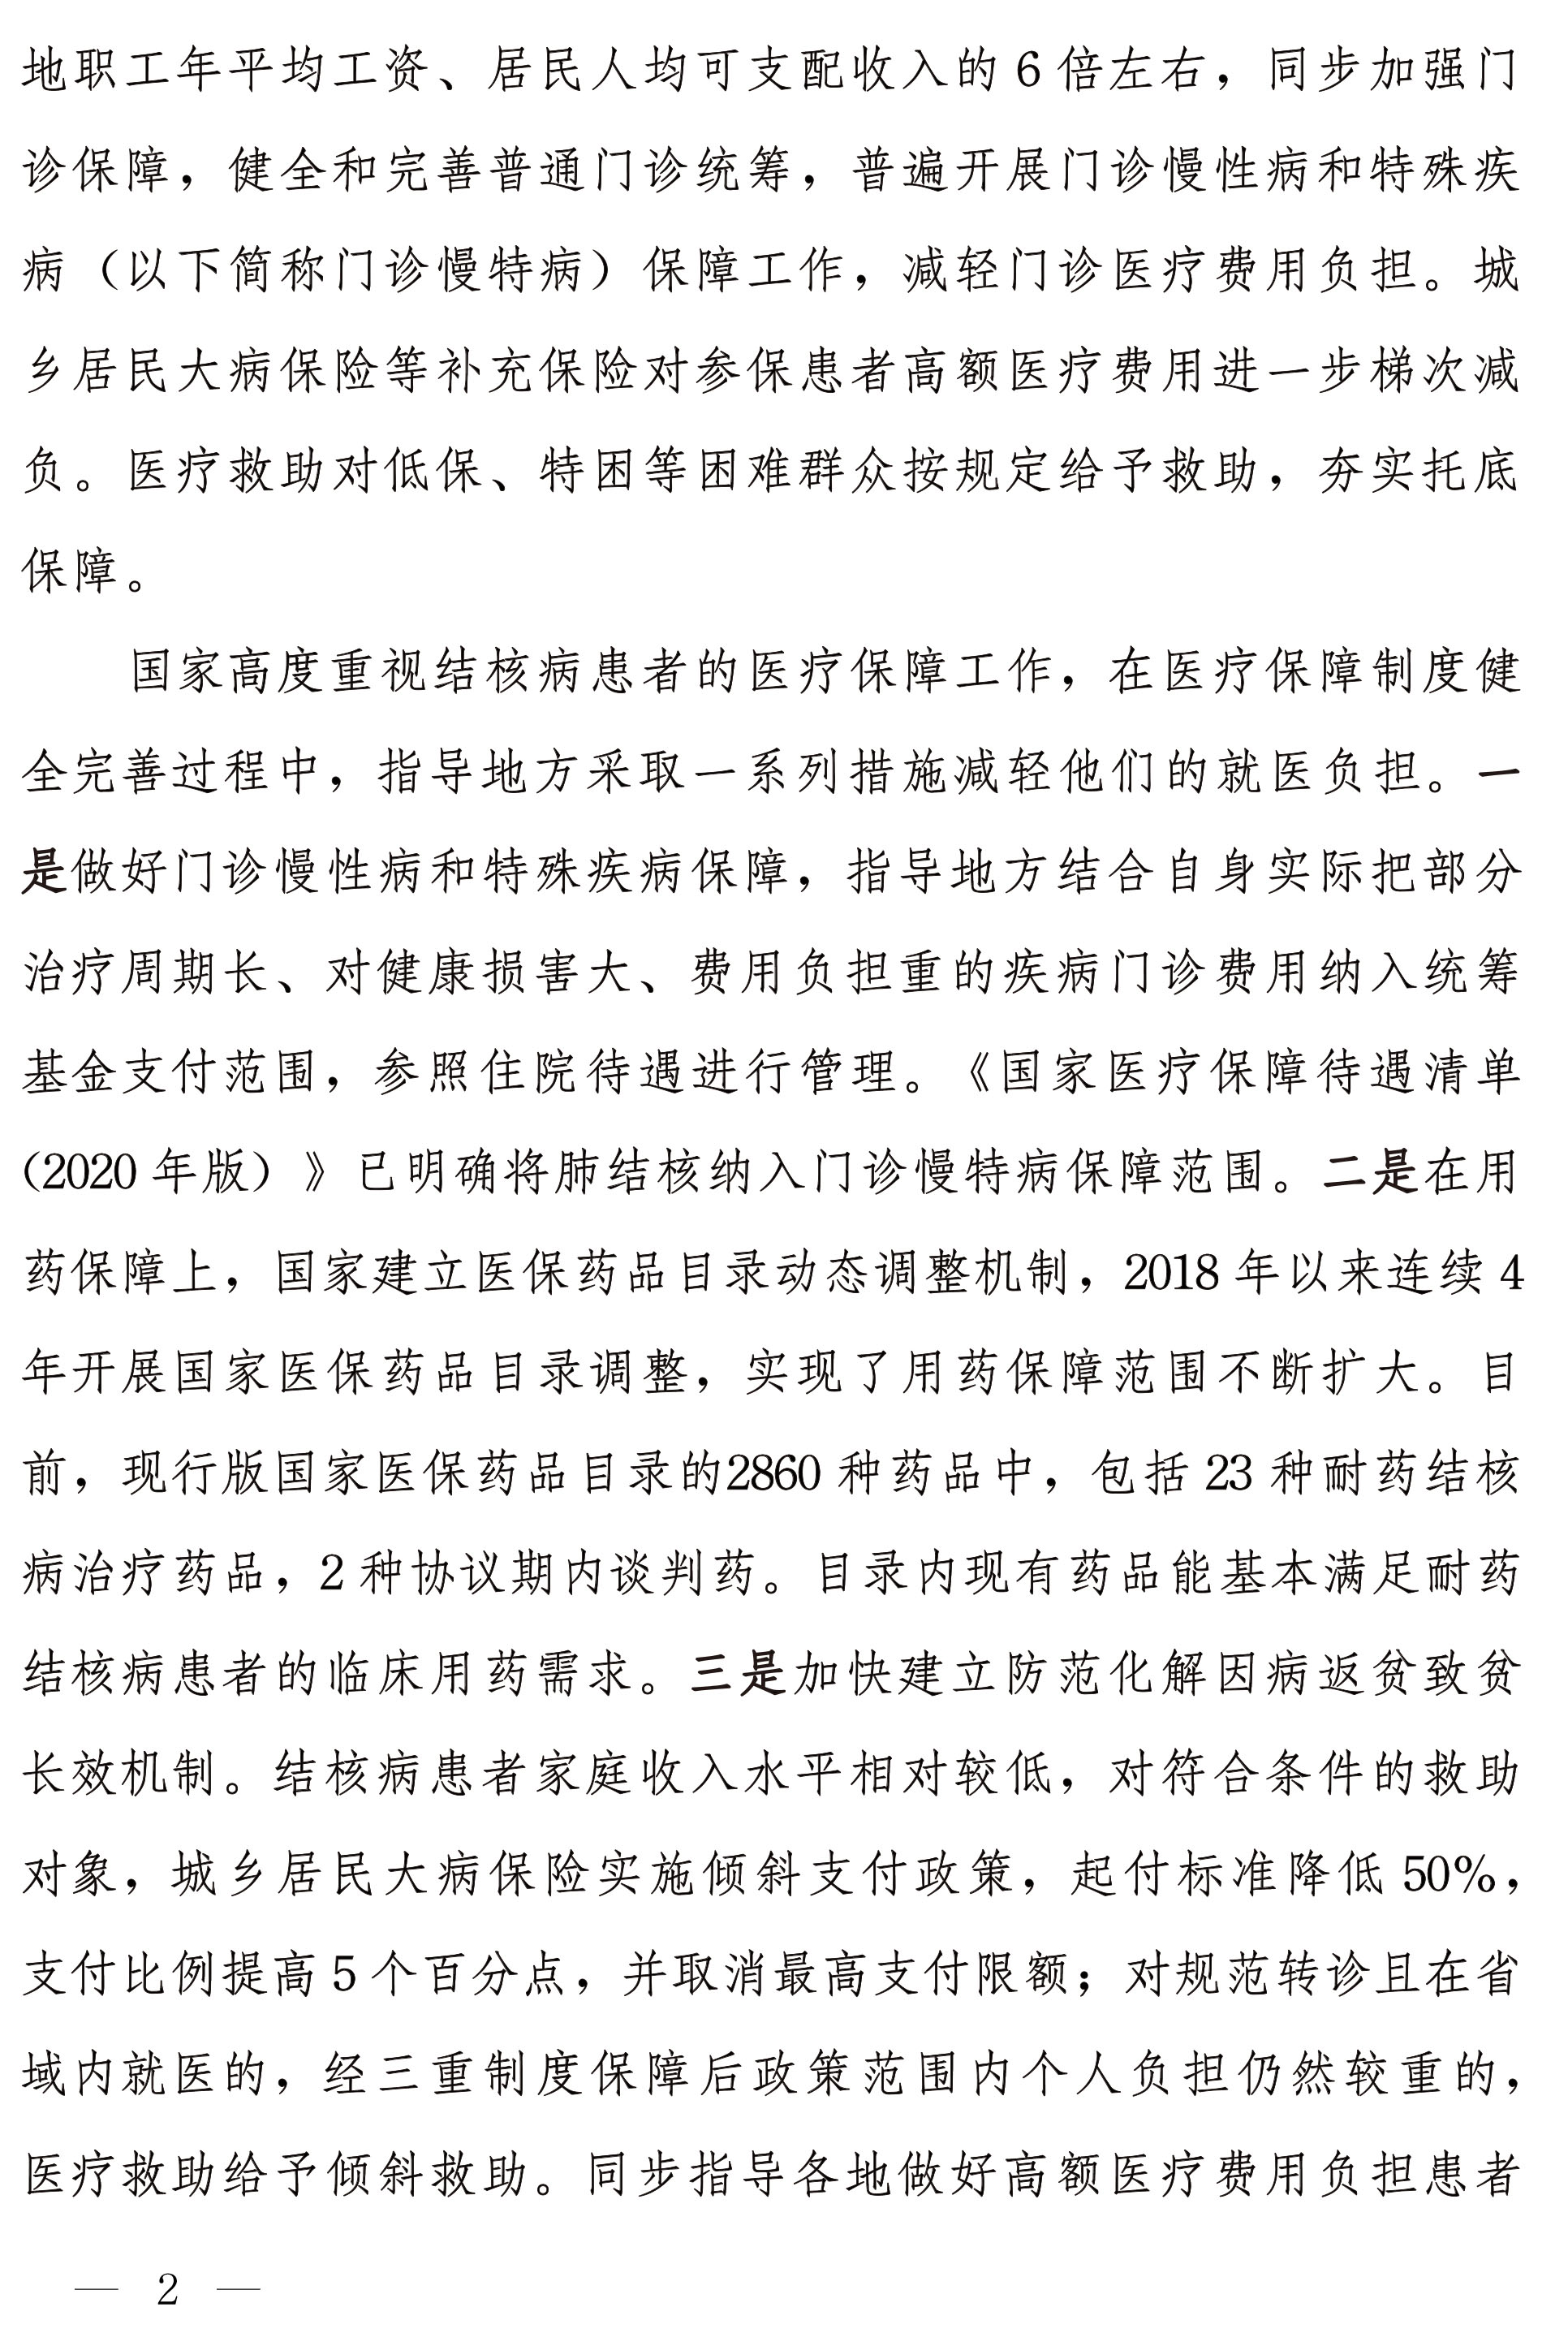 地职工年平均工资、居民人均可支配收入的 6 倍左右，同步加强门
诊保障，健全和完善普通门诊统筹，普遍开展门诊慢性病和特殊疾
病（以下简称门诊慢特病）保障工作，减轻门诊医疗费用负担。城
乡居民大病保险等补充保险对参保患者高额医疗费用进一步梯次减
负。医疗救助对低保、特困等困难群众按规定给予救助，夯实托底
保障。
国家高度重视结核病患者的医疗保障工作，在医疗保障制度健
全完善过程中，指导地方采取一系列措施减轻他们的就医负担。一
是做好门诊慢性病和特殊疾病保障，指导地方结合自身实际把部分
治疗周期长、对健康损害大、费用负担重的疾病门诊费用纳入统筹
基金支付范围，参照住院待遇进行管理。《国家医疗保障待遇清单
(2020 年版）》已明确将肺结核纳入门诊慢特病保障范围。二是在用
药保障上，国家建立医保药品目录动态调整机制，2018 年以来连续 4
年开展国家医保药品目录调整，实现了用药保障范围不断扩大。目
前，现行版国家医保药品目录的2860 种药品中，包括 23 种耐药结核
病治疗药品，2 种协议期内谈判药。目录内现有药品能基本满足耐药
结核病患者的临床用药需求。三是加快建立防范化解因病返贫致贫
长效机制。结核病患者家庭收入水平相对较低，对符合条件的救助
对象，城乡居民大病保险实施倾斜支付政策，起付标准降低 50%，
支付比例提高 5 个百分点，并取消最高支付限额；对规范转诊且在省
域内就医的，经三重制度保障后政策范围内个人负担仍然较重的，
医疗救助给予倾斜救助。同步指导各地做好高额医疗费用负担患者
— 2 —